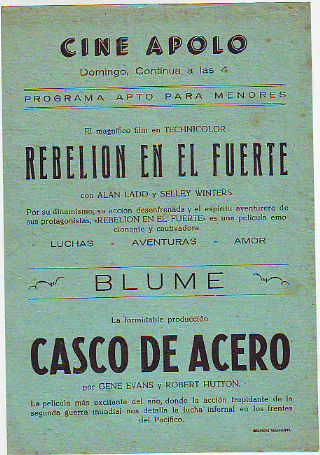 CINE APOLO
Domingo, Contínua a las 4
PROGRAMA APTO PARA MENORES
El magnífico film en TECHNICOLOR
REBELION EN EL FUERTE
con ALAN LADD y SELLEY WINTERS.
Por su dinamismo, su acción desenfrenada y el espíritu aventurero de
sus protagonistas, «REBELION EN EL FUERTE» es una película emo-
cionente y cautivadora.
· LUCHAS - AVENTURAS - AMOR
BLUME
La formidable producción
CASCO DE ACERO
por GENE EVANS y ROBERT HUTTON.
La película más excitante del año, donde la acción trepidante de la
segunda guerra mundial nos detalla la lucha infernal en los frentes
del Pacífico.